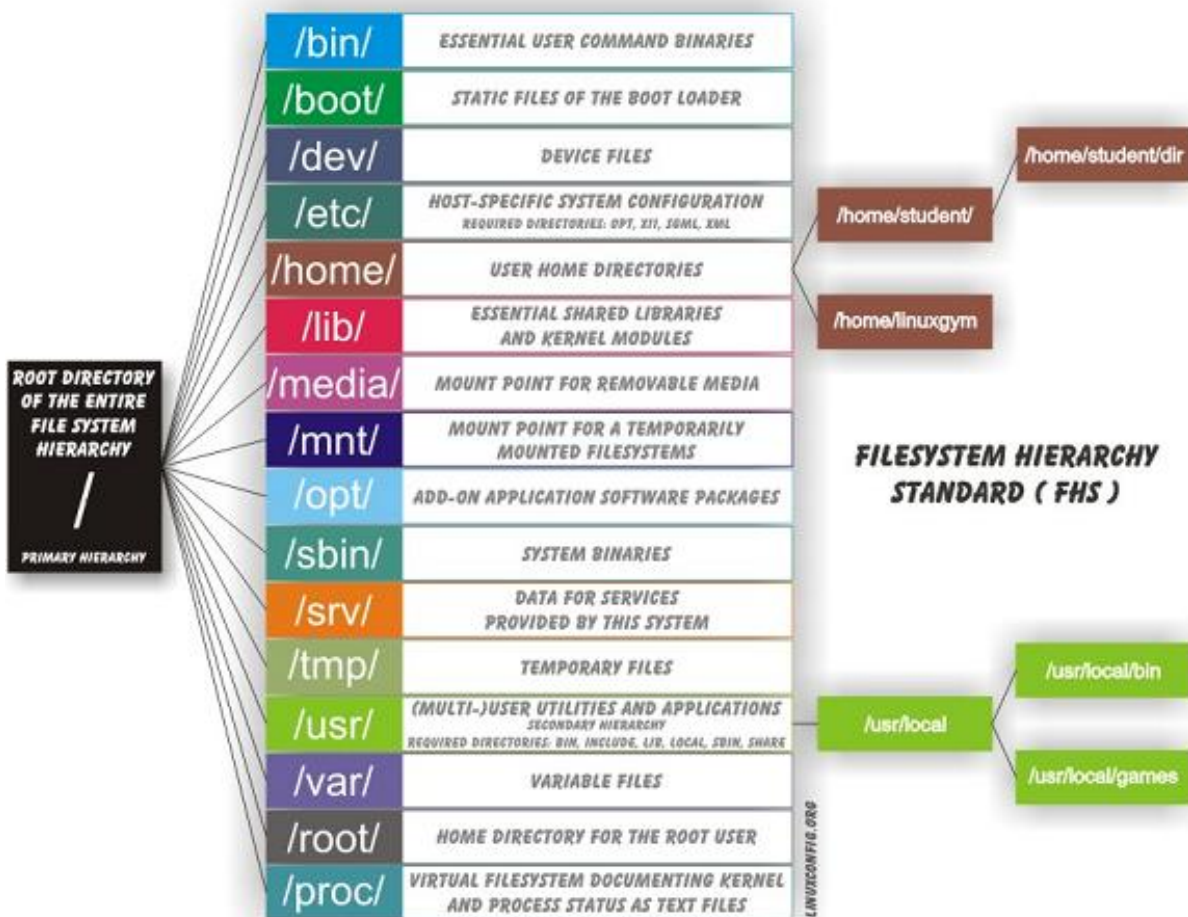 ROOT DIRECTORY
OF THE ENTIRE
FILE SYSTEM
HIERARCHY
/
PRIMARY HIERARCHY
/bin/
ESSENTIAL USER COMMAND BINARIES
/boot/
STATIC FILES OF THE BOOT LOADER
/dev/
DEVICE FILES
/etc/
HOST-SPECIFIC SYSTEM CONFIGURATION
REQUIRED DIRECTORIES: OPT, XII, SGML, XML
/home/
USER HOME DIRECTORIES
/lib/
ESSENTIAL SHARED LIBRARIES
AND KERNEL MODULES
/media/
MOUNT POINT FOR REMOVABLE MEDIA
/mnt/
MOUNT POINT FOR A TEMPORARILY
MOUNTED FILESYSTEMS
/opt/
ADD-ON APPLICATION SOFTWARE PACKAGES
/sbin/
SYSTEM BINARIES
/srv/
DATA FOR SERVICES
PROVIDED BY THIS SYSTEM
/tmp/
TEMPORARY FILES
/usr/
(MULTI-)USER UTILITIES AND APPLICATIONS
SECONDARY HIERARCHY
REQUIRED DIRECTORIES: BIN, INCLUDE, LIB, LOCAL, SBIN, SHARE
/var/
VARIABLE FILES
/root/
HOME DIRECTORY FOR THE ROOT USER
/proc/
VIRTUAL FILESYSTEM DOCUMENTING KERNEL
AND PROCESS STATUS AS TEXT FILES
/home/student/
/home/student/dir
/home/linuxgym
FILESYSTEM HIERARCHY
STANDARD ( FHS )
/usr/local
/usr/local/bin
/usr/local/games
LINUXCONFIG.ORG